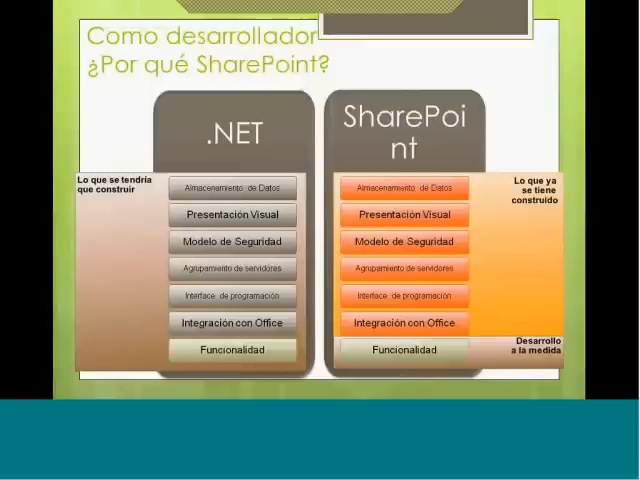 Como desarrollador
¿Por qué SharePoint?
.NET
Lo que se tendría
que construir
Almacenamiento de Datos
Presentación Visual
Modelo de Seguridad
Agrupamiento de servidores
Interface de programación
Integración con Office
Funcionalidad
SharePoi
nt
Lo que ya
se tiene
construido
Almacenamiento de Datos
Presentación Visual
Modelo de Seguridad
Agrupamiento de servidores
Interface de programación
Integración con Office
Funcionalidad
Desarrollo
a la medida